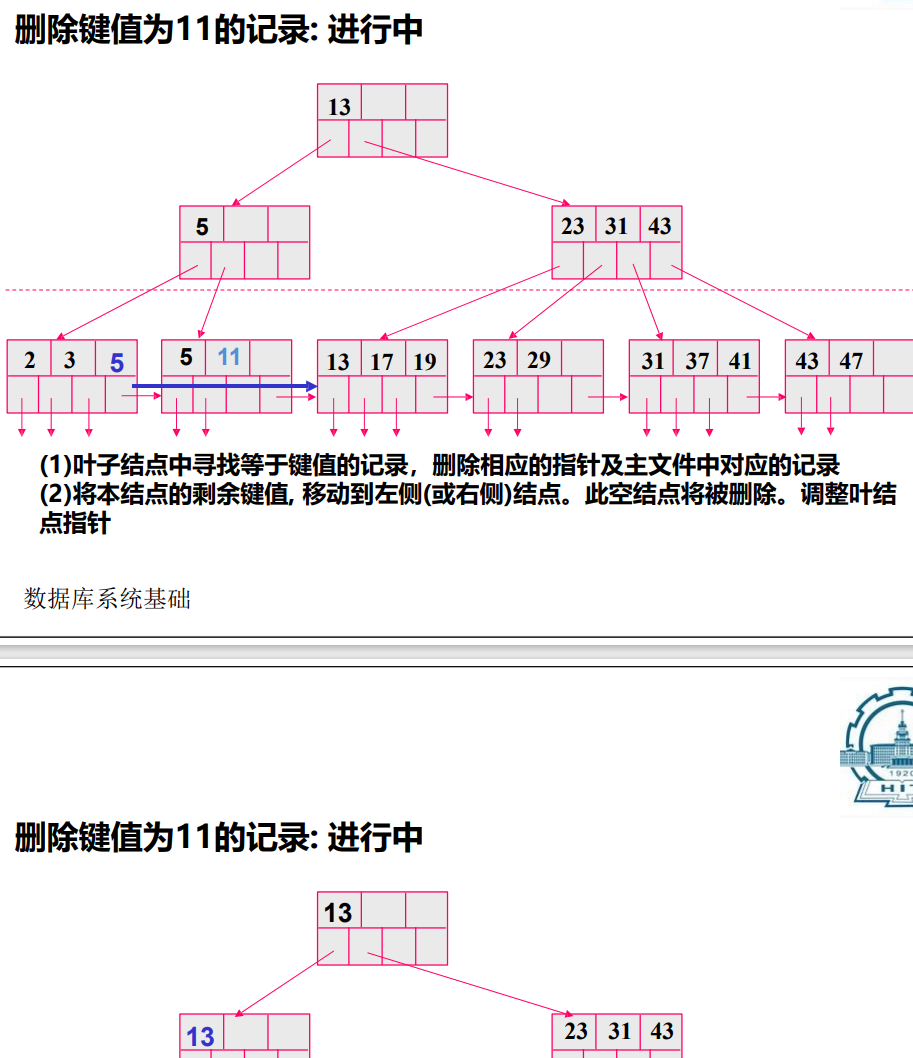 删除键值为11的记录: 进行中
13
5
23 31 43
2 3 5 5 11 13 17 19 23 29 31 37 41 43 47
(1)叶子结点中寻找等于键值的记录，删除相应的指针及主文件中对应的记录
(2)将本结点的剩余键值, 移动到左侧(或右侧)结点。此空结点将被删除。调整叶结
点指针
数据库系统基础
1920
HIT
删除键值为11的记录: 进行中
13
13
23 31 43